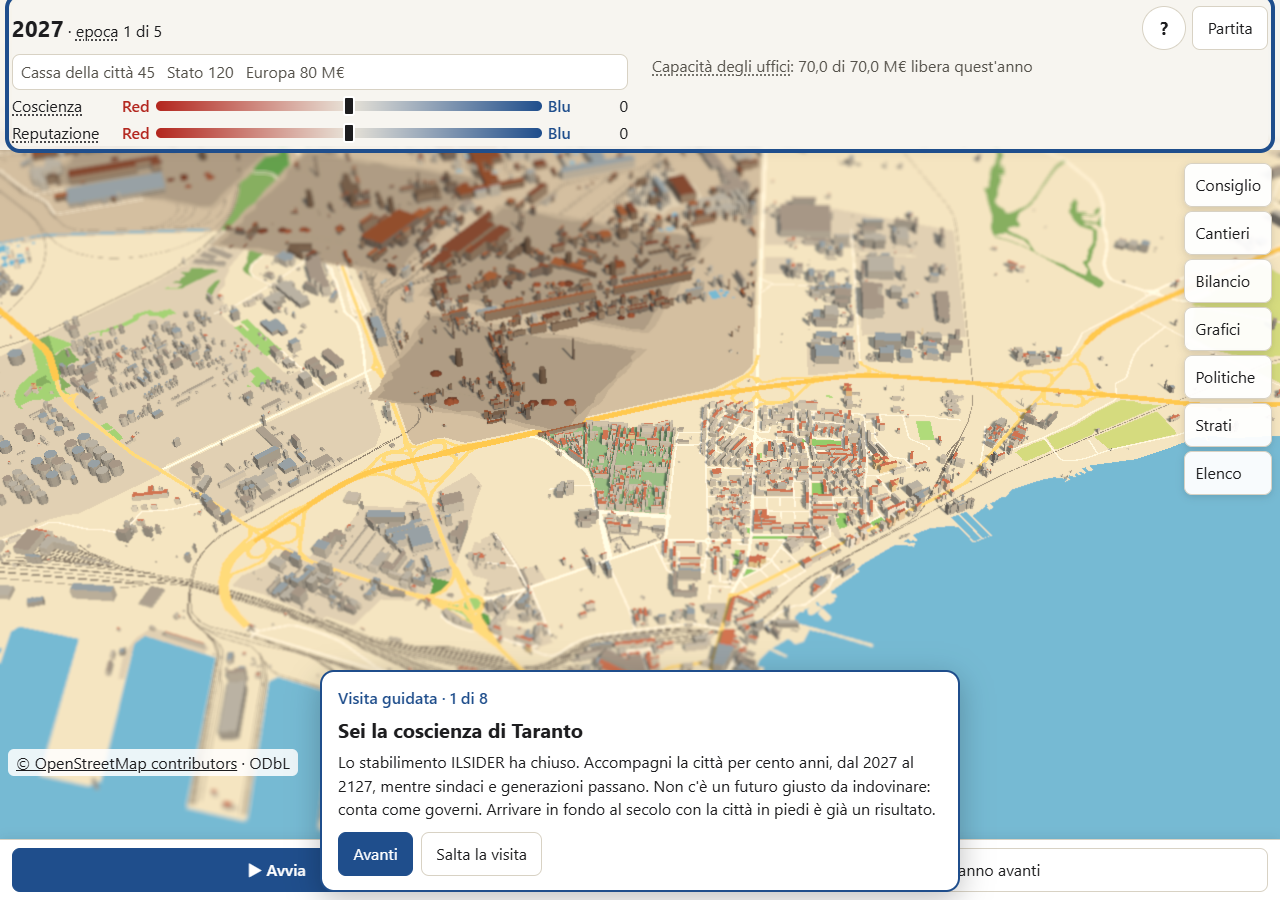 2027 · epoca 1 di 5
? Partita
Cassa della città 45 Stato 120 Europa 80 M€
Capacità degli uffici: 70,0 di 70,0 M€ libera quest'anno
Coscienza Red Blu 0
Reputazione Red Blu 0
Consiglio
Cantieri
Bilancio
Grafici
Politiche
Strati
Elenco
Visita guidata · 1 di 8
Sei la coscienza di Taranto
Lo stabilimento ILSIDER ha chiuso. Accompagni la città per cento anni, dal 2027 al
2127, mentre sindaci e generazioni passano. Non c'è un futuro giusto da indovinare:
conta come governi. Arrivare in fondo al secolo con la città in piedi è già un risultato.
Avanti Salta la visita
© OpenStreetMap contributors · ODbL
▶ Avvia
anno avanti